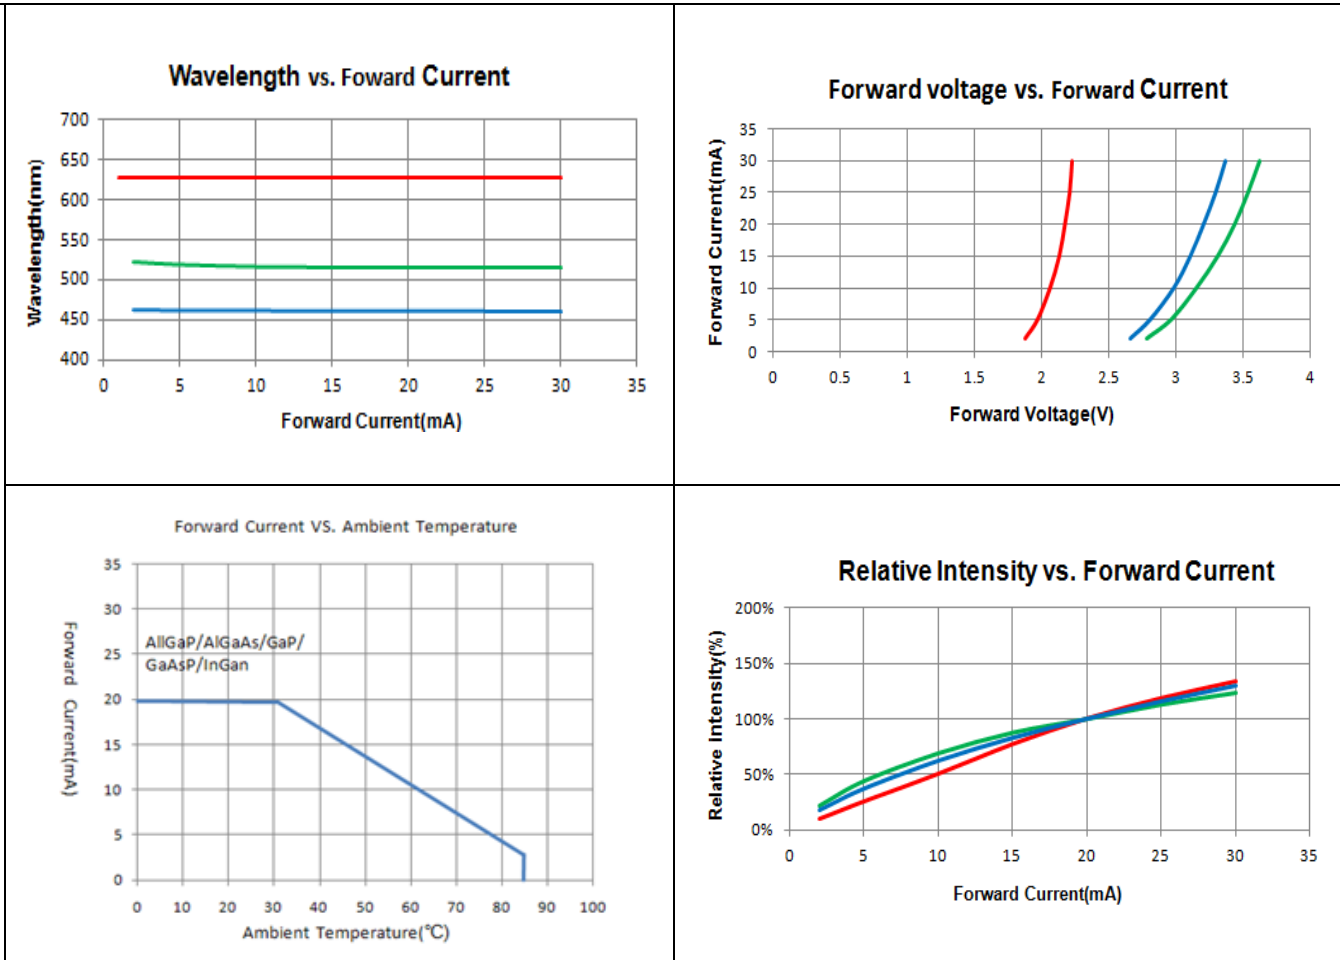 Wavelength vs. Foward Current
700
650
600
550
500
450
400
Wavelength(nm)
0 5 10 15 20 25 30 35
Forward Current(mA)
Forward voltage vs. Forward Current
35
30
25
20
15
10
5
0
Forward Current(mA)
0 0.5 1 1.5 2 2.5 3 3.5 4
Forward Voltage(V)
Forward Current VS. Ambient Temperature
35
30
25
20
15
10
5
0
Forward Current(mA)
AllGaP/AlGaAs/GaP/
GaAsP/InGan
0 10 20 30 40 50 60 70 80 90 100
Ambient Temperature(℃)
Relative Intensity vs. Forward Current
200%
150%
100%
50%
0%
Relative Intensity(%)
0 5 10 15 20 25 30 35
Forward Current(mA)